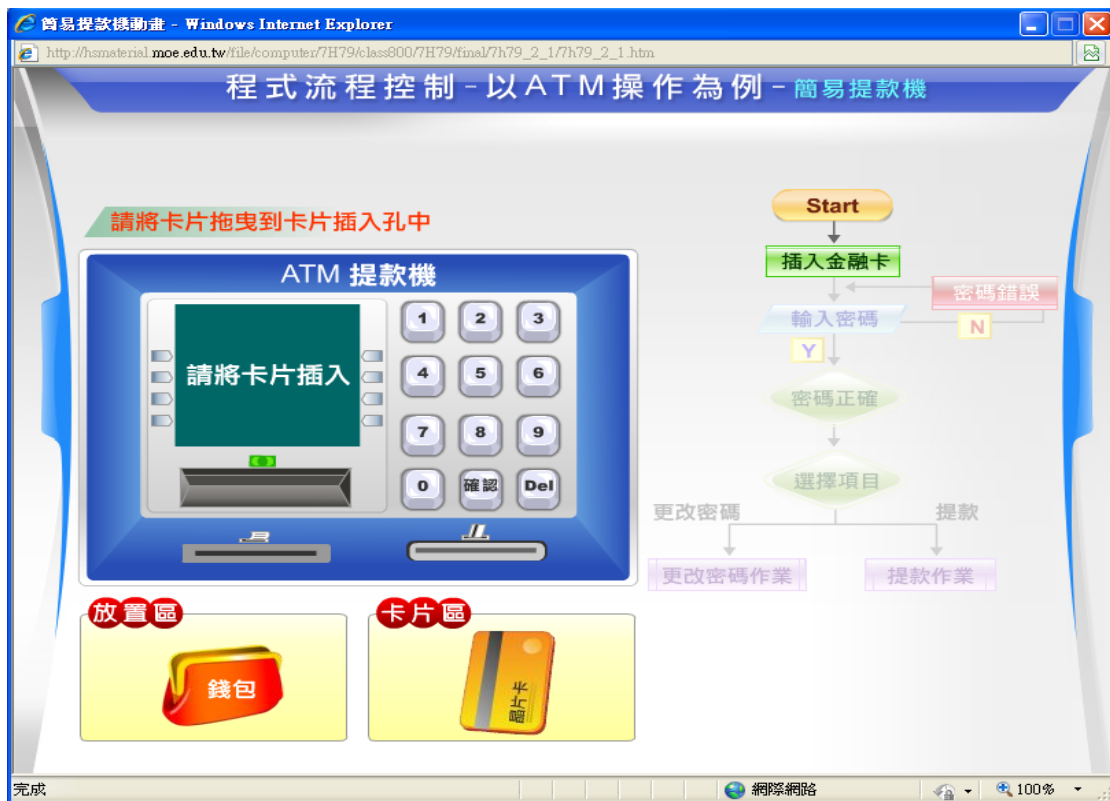 簡易提款機動畫 - Windows Internet Explorer
http://hsmaterial.moe.edu.tw/file/computer/7H79/class800/7H79/final/7h79_2_1/7h79_2_1.htm
程式流程控制-以ATM操作為例-簡易提款機
請將卡片拖曳到卡片插入孔中
ATM 提款機
請將卡片插入
1 2 3
4 5 6
7 8 9
0 確認 Del
放置區
錢包
卡片區
晶片卡
Start
插入金融卡
密碼錯誤
輸入密碼
N
Y
密碼正確
選擇項目
更改密碼 提款
更改密碼作業 提款作業
完成 網際網路 100%